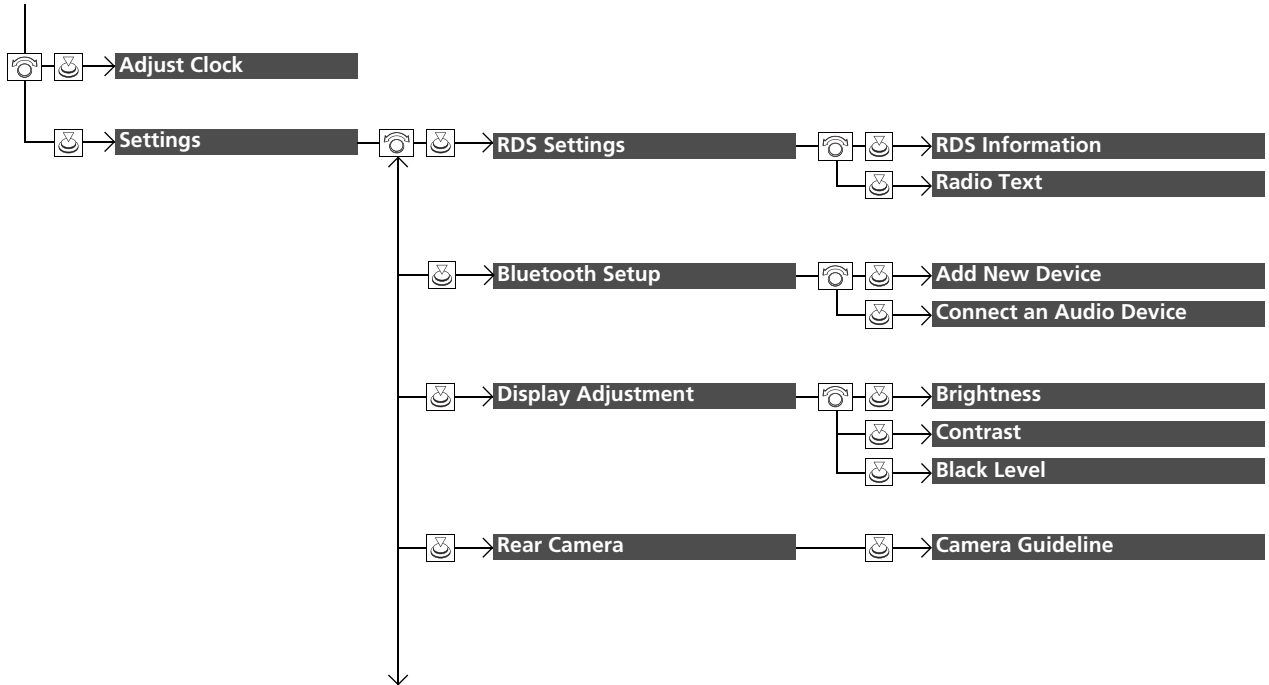 Adjust Clock
Settings
RDS Settings
RDS Information
Radio Text
Bluetooth Setup
Add New Device
Connect an Audio Device
Display Adjustment
Brightness
Contrast
Black Level
Rear Camera
Camera Guideline